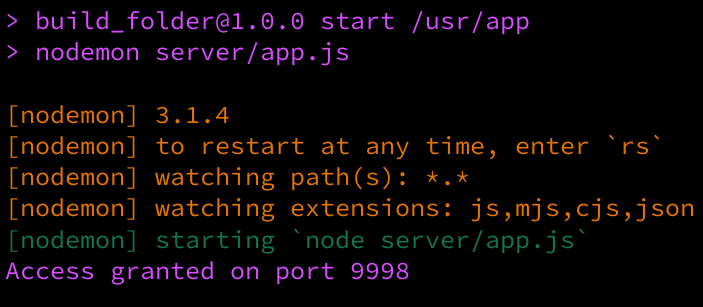 > build_folder@1.0.0 start /usr/app
> nodemon server/app.js
[nodemon] 3.1.4
[nodemon] to restart at any time, enter `rs`
[nodemon] watching path(s): *.*
[nodemon] watching extensions: js,mjs,cjs,json
[nodemon] starting `node server/app.js`
Access granted on port 9998